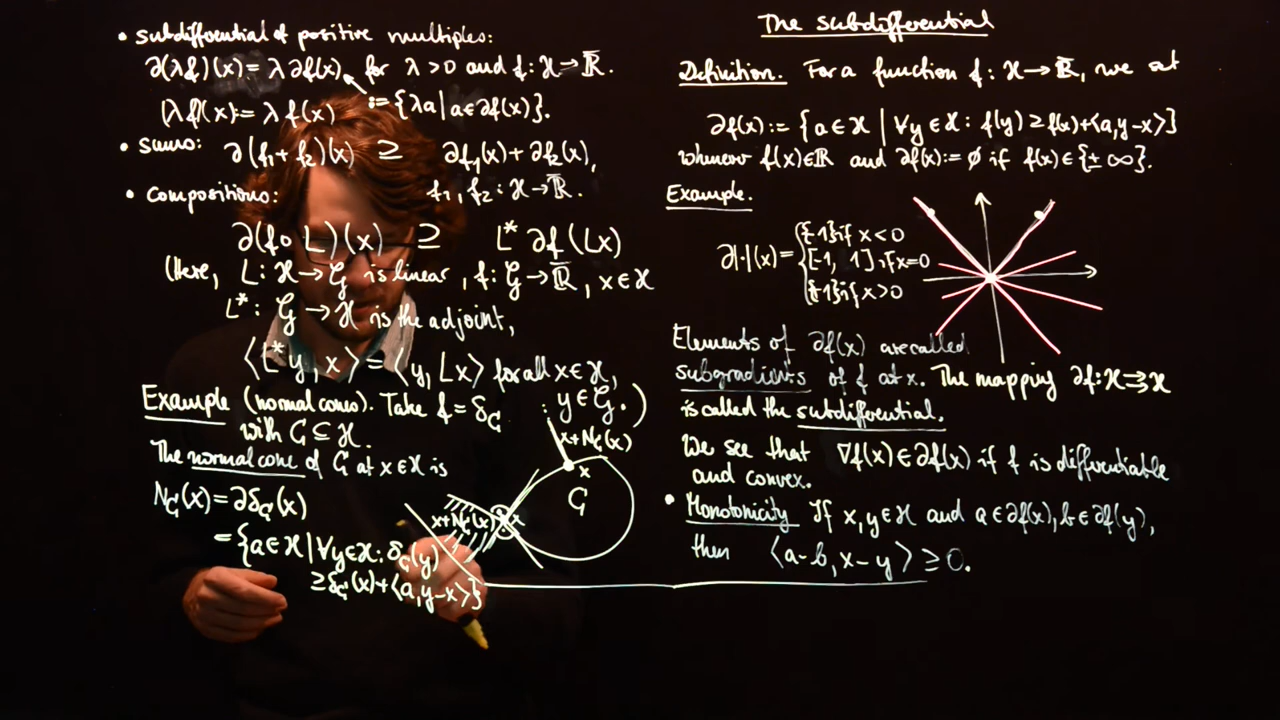 The subdifferential
Definition. For a function f: ℋ→ℝ̄, we set
∂f(x):= {a∈ℋ | ∀y∈ℋ: f(y)≥f(x)+⟨a,y-x⟩}
whenever f(x)∈ℝ and ∂f(x):=∅ if f(x)∈{±∞}.
Example.
∂|·|(x)= { {-1} if x<0
[-1, 1] if x=0
{1} if x>0
Elements of ∂f(x) are called
subgradients of f at x. The mapping ∂f:ℋ⇉ℋ
is called the subdifferential.
We see that ∇f(x)∈∂f(x) if f is differentiable
and convex.
• Monotonicity If x,y∈ℋ and a∈∂f(x), b∈∂f(y),
then ⟨a-b, x-y⟩ ≥0.
• subdifferential of positive multiples:
∂(λf)(x)= λ∂f(x) for λ>0 and f:ℋ→ℝ̄.
(λf)(x):= λf(x) := {λa | a∈∂f(x)}.
• sums: ∂(f₁+f₂)(x) ⊇ ∂f₁(x)+∂f₂(x),
f₁,f₂:ℋ→ℝ̄.
• compositions:
∂(f∘L)(x) ⊇ L* ∂f(Lx)
(Here, L:ℋ→𝒢 is linear, f:𝒢→ℝ̄, x∈ℋ
L*: 𝒢→ℋ is the adjoint,
⟨L*y, x⟩=⟨y, Lx⟩ for all x∈ℋ,
y∈𝒢.)
Example (normal cones). Take f=δ_C
with C⊆ℋ.
The normal cone of C at x∈ℋ is
N_C(x)=∂δ_C(x)
={a∈ℋ | ∀y∈ℋ: δ_C(y)
≥δ_C(x)+⟨a,y-x⟩}
x+N_C(x)
x
C
x+N_C(x)
x